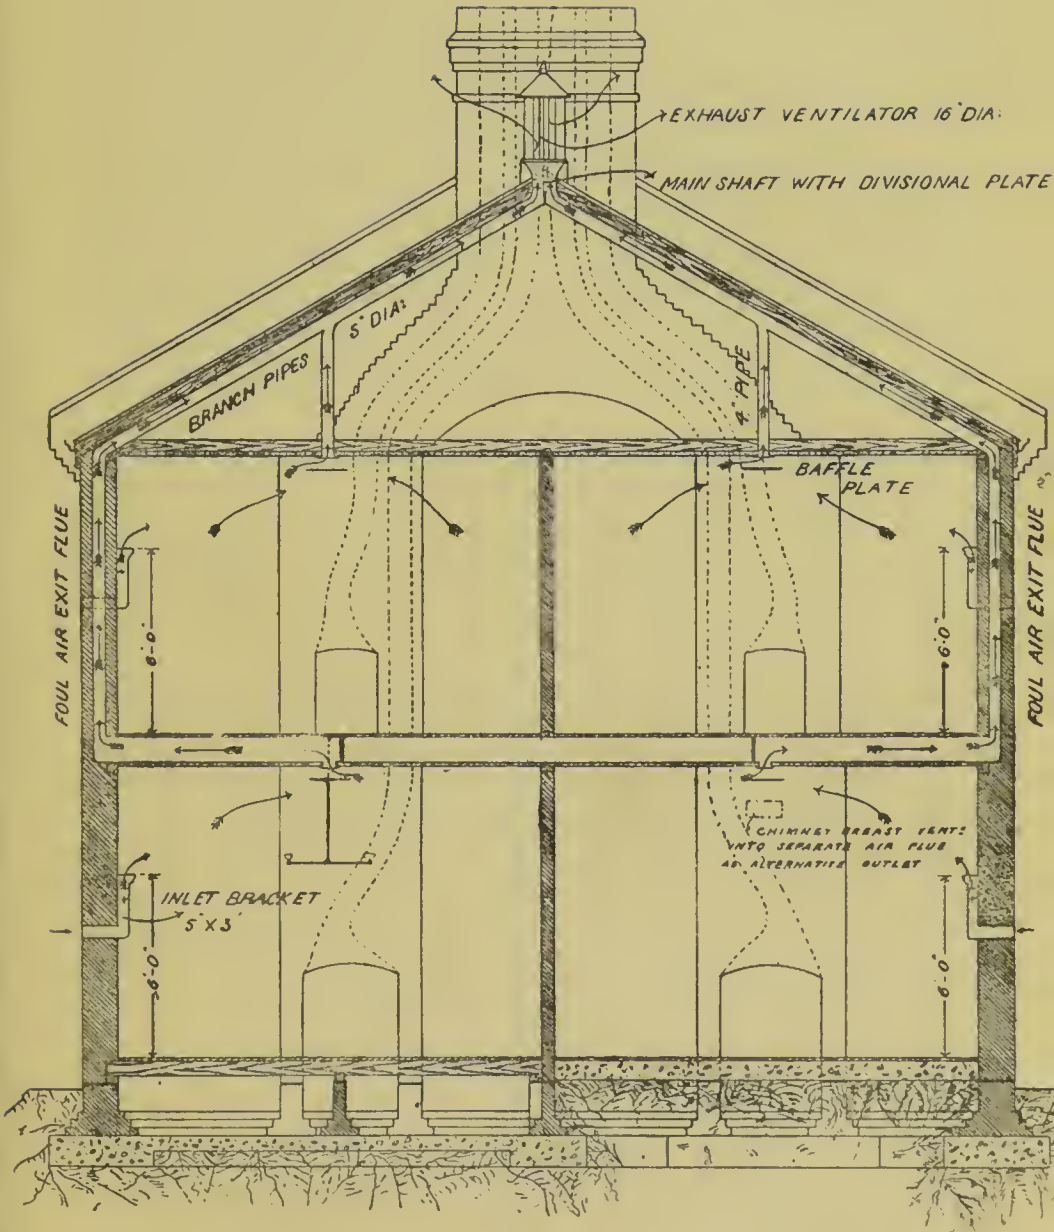 EXHAUST VENTILATOR 16" DIA:
MAIN SHAFT WITH DIVISIONAL PLATE
5" DIA:
BRANCH PIPES
4" PIPE
BAFFLE
PLATE
FOUL AIR EXIT FLUE
FOUL AIR EXIT FLUE
6'-0"
6'-0"
CHIMNEY BREAST VENT:
INTO SEPARATE AIR FLUE
AS ALTERNATIVE OUTLET
INLET BRACKET
5" X 3"
6'-0"
6'-0"